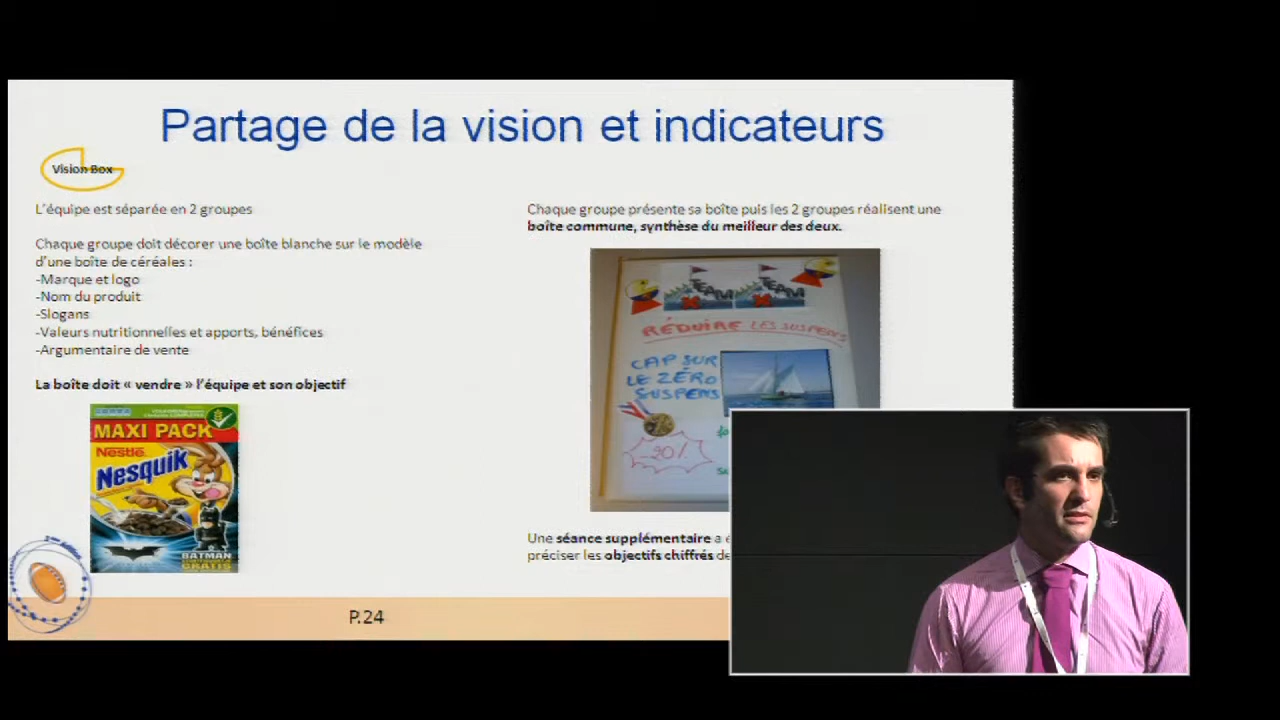 Partage de la vision et indicateurs
Vision Box
L'équipe est séparée en 2 groupes
Chaque groupe doit décorer une boîte blanche sur le modèle
d'une boîte de céréales :
-Marque et logo
-Nom du produit
-Slogans
-Valeurs nutritionnelles et apports, bénéfices
-Argumentaire de vente
La boîte doit « vendre » l'équipe et son objectif
MAXI PACK
Nestlé
Nesquik
BATMAN
GRATIS
Chaque groupe présente sa boîte puis les 2 groupes réalisent une
boîte commune, synthèse du meilleur des deux.
TEAM TEAM
RÉDUIRE LES SUSPENS
CAP SUR
LE ZÉRO
SUSPENS
-20%
Une séance supplémentaire a
préciser les objectifs chiffrés de
P.24